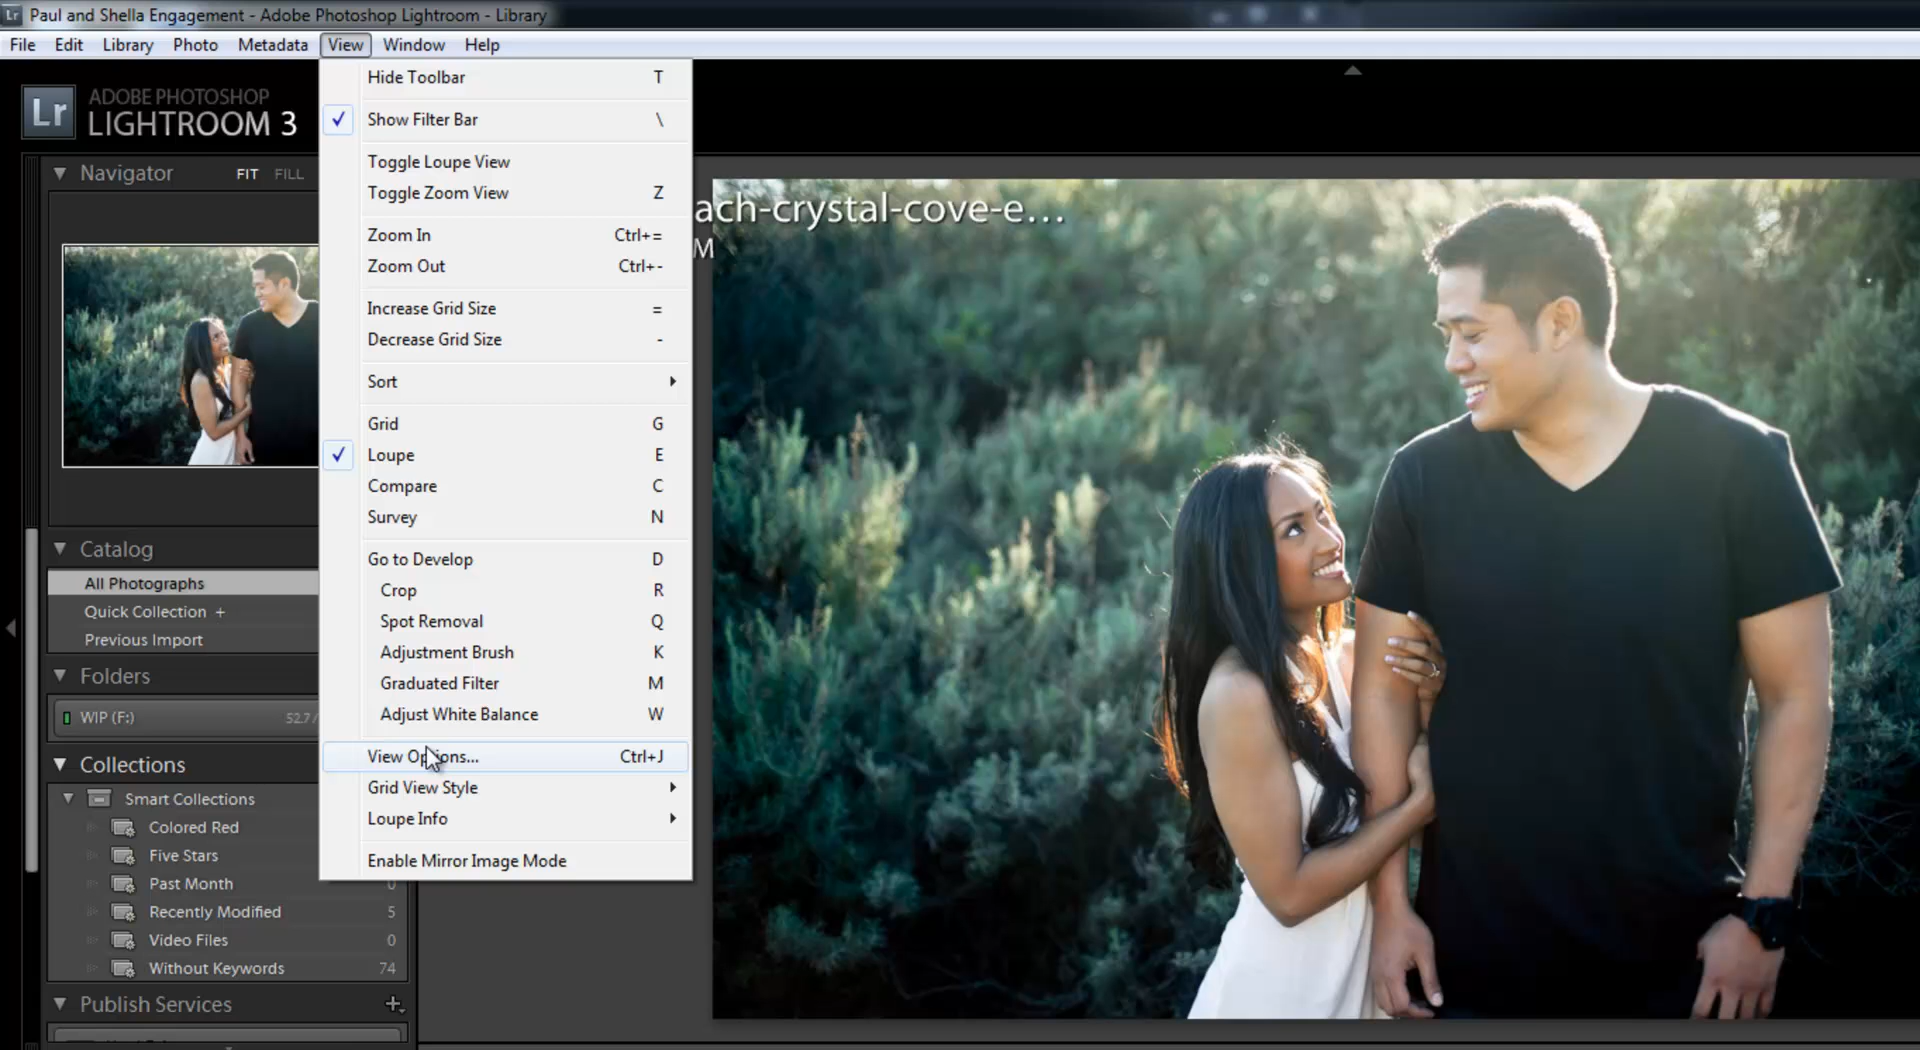 Paul and Shella Engagement - Adobe Photoshop Lightroom - Library
File Edit Library Photo Metadata View Window Help
Lr ADOBE PHOTOSHOP
LIGHTROOM 3
Navigator FIT FILL
Catalog
All Photographs
Quick Collection +
Previous Import
Folders
WIP (F:) 52.7 /
Collections
Smart Collections
Colored Red
Five Stars
Past Month 0
Recently Modified 5
Video Files 0
Without Keywords 74
Publish Services +
Hide Toolbar T
Show Filter Bar \
Toggle Loupe View
Toggle Zoom View Z
Zoom In Ctrl+=
Zoom Out Ctrl+-
Increase Grid Size =
Decrease Grid Size -
Sort
Grid G
Loupe E
Compare C
Survey N
Go to Develop D
Crop R
Spot Removal Q
Adjustment Brush K
Graduated Filter M
Adjust White Balance W
View Options... Ctrl+J
Grid View Style
Loupe Info
Enable Mirror Image Mode
ach-crystal-cove-e...
M